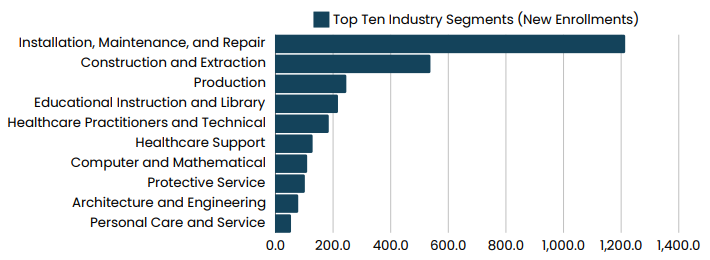 Top Ten Industry Segments (New Enrollments)
Installation, Maintenance, and Repair
Construction and Extraction
Production
Educational Instruction and Library
Healthcare Practitioners and Technical
Healthcare Support
Computer and Mathematical
Protective Service
Architecture and Engineering
Personal Care and Service
0.0 200.0 400.0 600.0 800.0 1,000.0 1,200.0 1,400.0